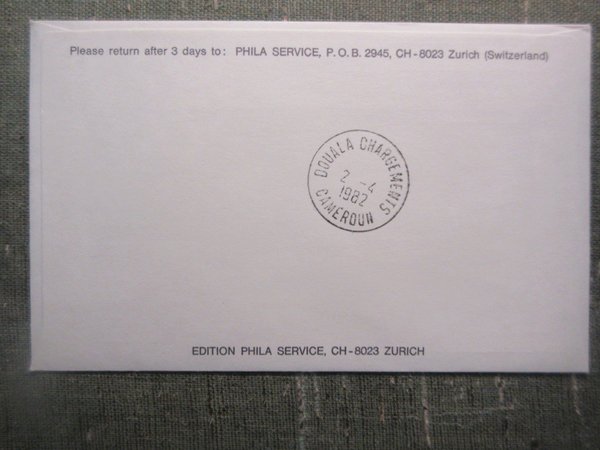 Please return after 3 days to: PHILA SERVICE, P.O.B. 2945, CH-8023 Zurich (Switzerland)
DOUALA CHARGEMENTS
2 -4
1982
CAMEROUN
EDITION PHILA SERVICE, CH-8023 ZURICH